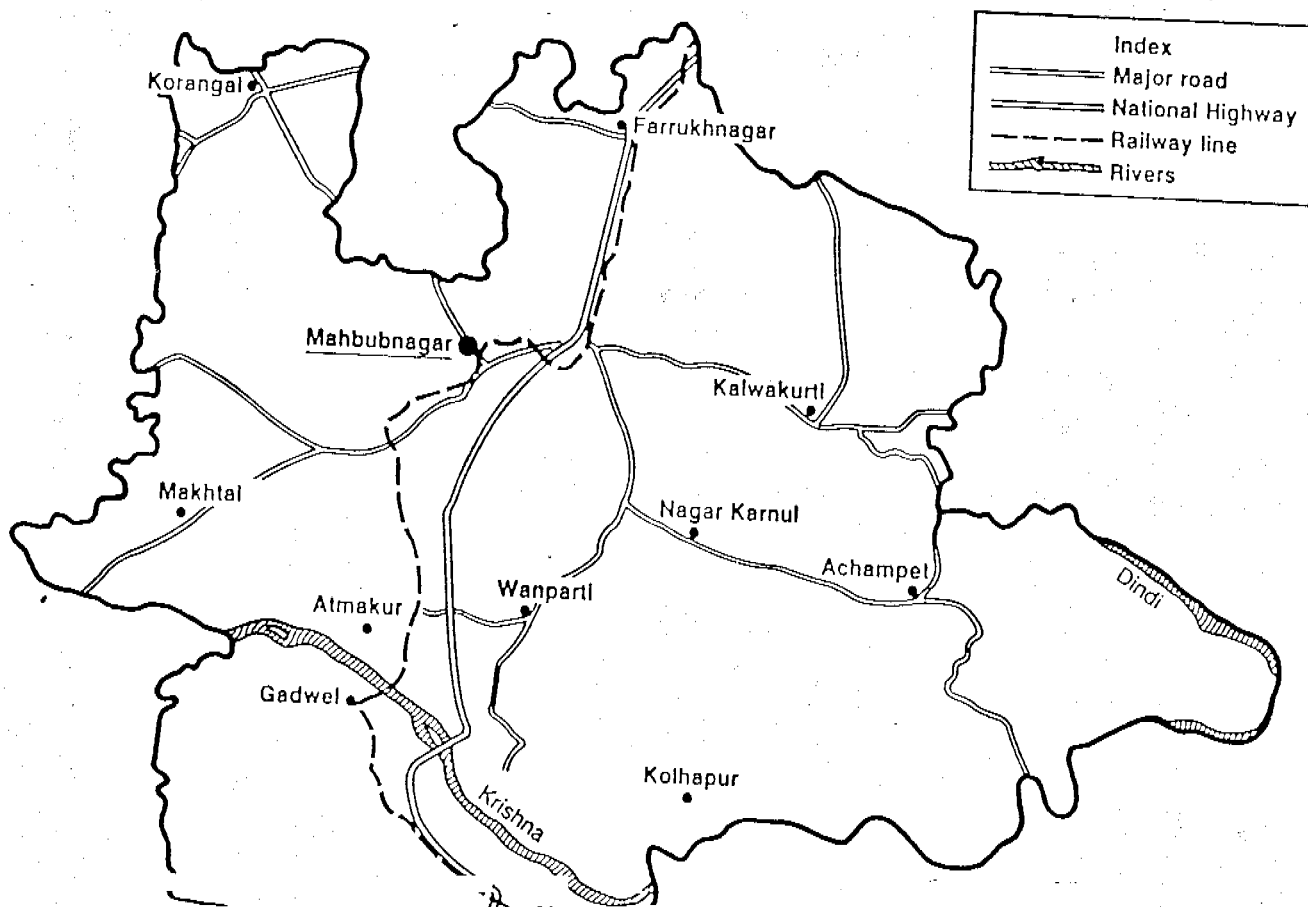 Index
Major road
National Highway
Railway line
Rivers
Korangal
Farrukhnagar
Mahbubnagar
Kalwakurti
Makhtal
Nagar Karnul
Achampet
Dindi
Wanparti
Atmakur
Gadwel
Kolhapur
Krishna